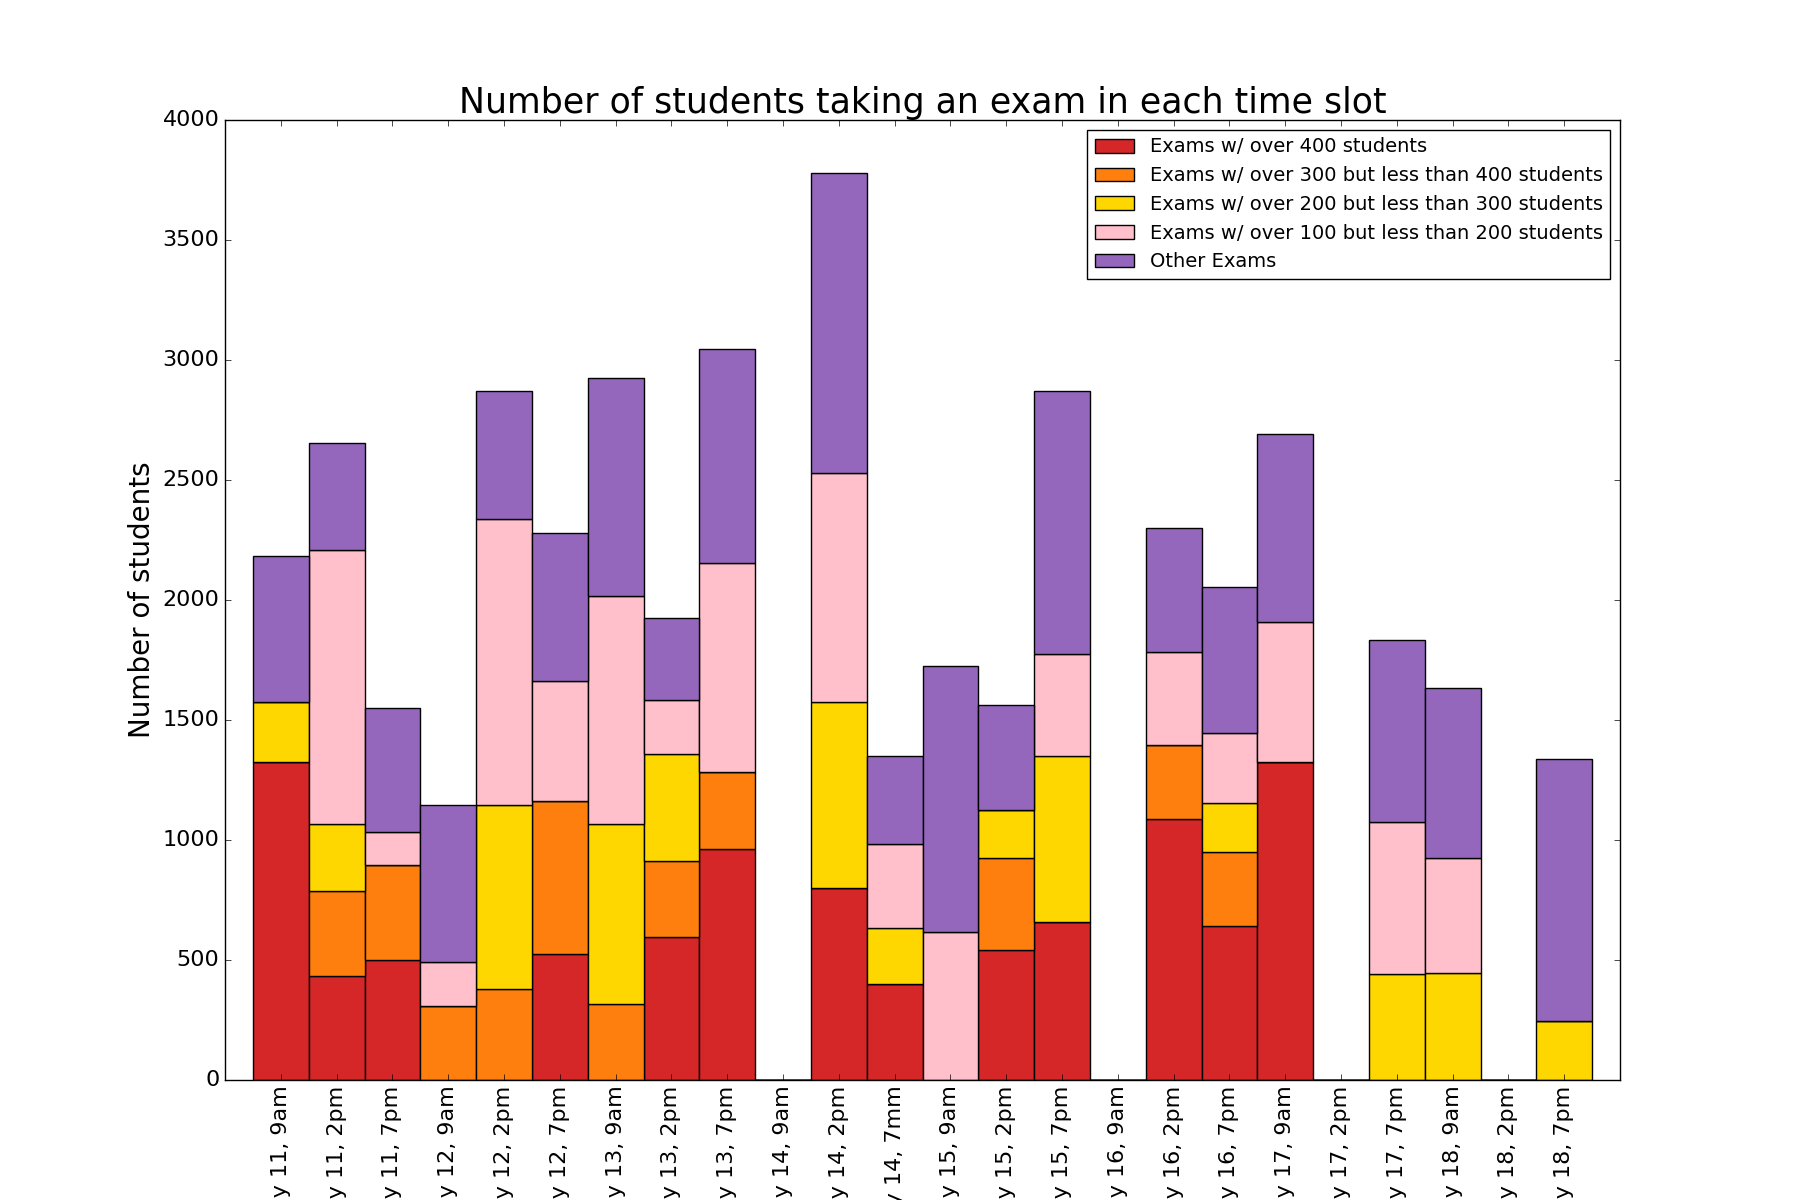 Number of students taking an exam in each time slot
Exams w/ over 400 students
Exams w/ over 300 but less than 400 students
Exams w/ over 200 but less than 300 students
Exams w/ over 100 but less than 200 students
Other Exams
Number of students
4000
3500
3000
2500
2000
1500
1000
500
0
y 11, 9am
y 11, 2pm
y 11, 7pm
y 12, 9am
y 12, 2pm
y 12, 7pm
y 13, 9am
y 13, 2pm
y 13, 7pm
y 14, 9am
y 14, 2pm
y 14, 7mm
y 15, 9am
y 15, 2pm
y 15, 7pm
y 16, 9am
y 16, 2pm
y 16, 7pm
y 17, 9am
y 17, 2pm
y 17, 7pm
y 18, 9am
y 18, 2pm
y 18, 7pm